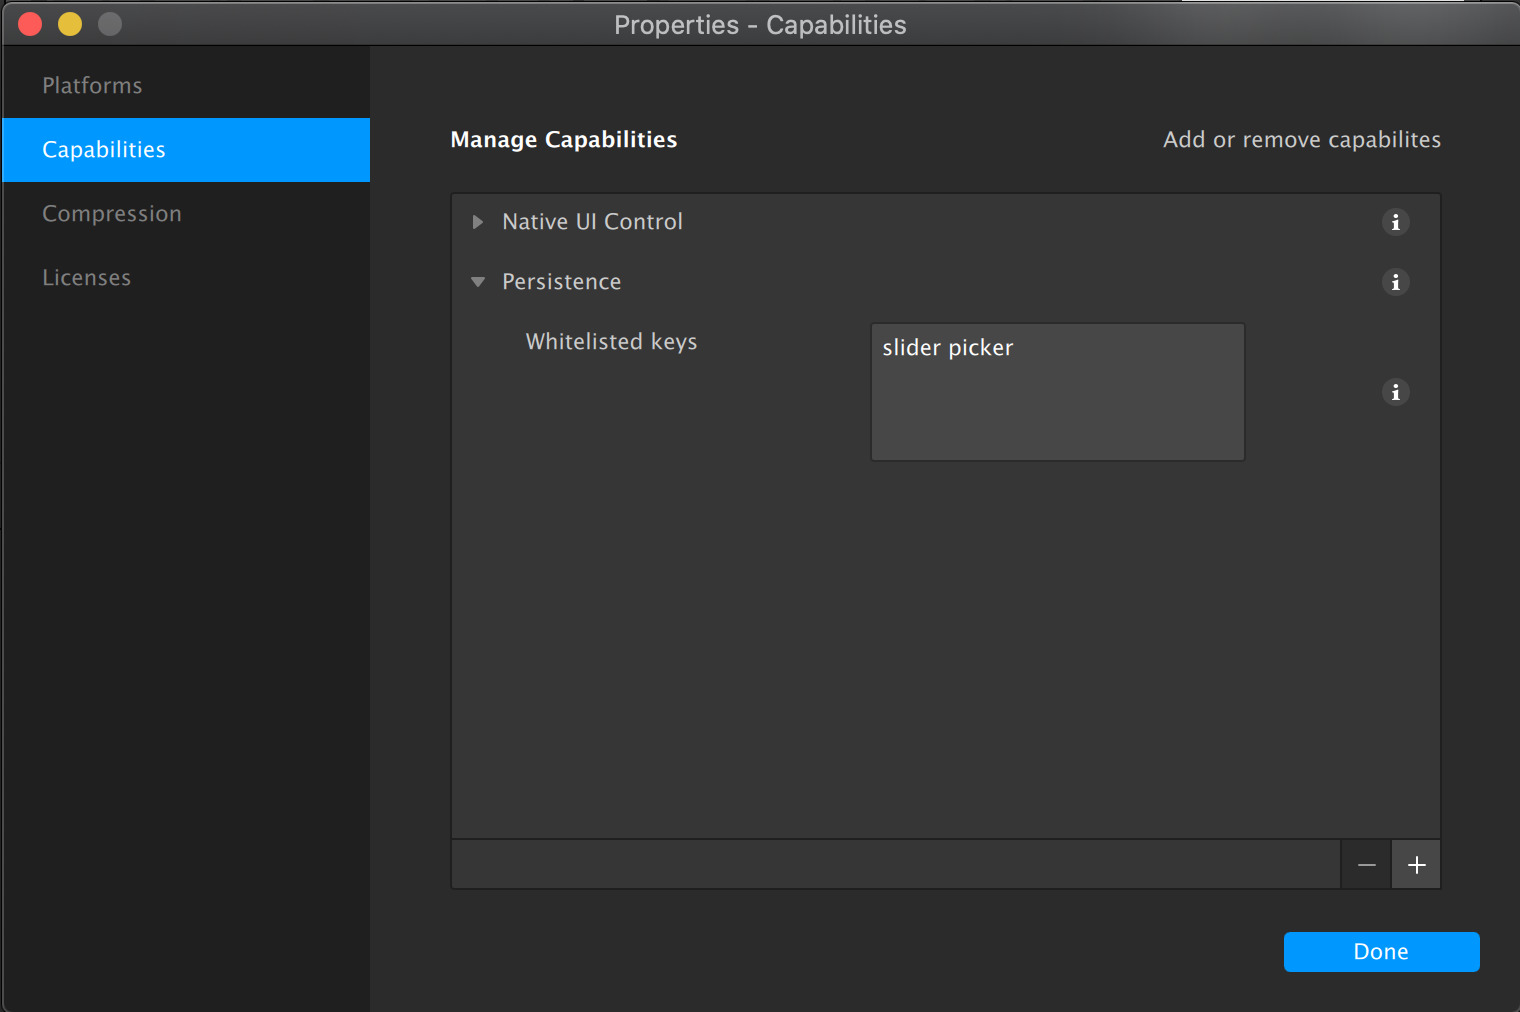 Properties - Capabilities
Platforms
Capabilities
Compression
Licenses
Manage Capabilities
Add or remove capabilites
Native UI Control
Persistence
Whitelisted keys
slider picker
Done